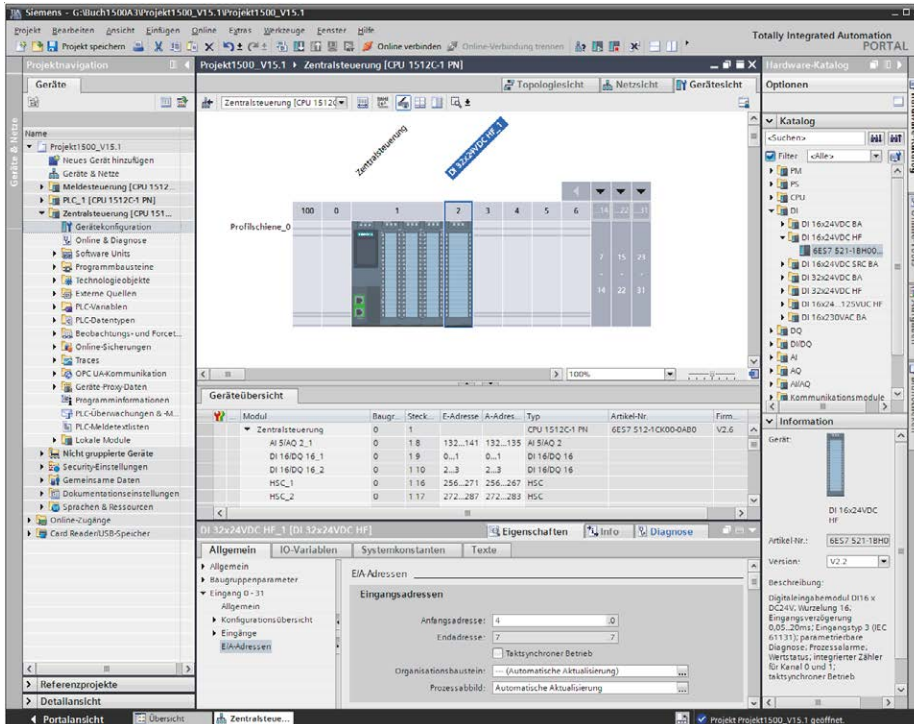 Siemens - G:\Buch1500A3\Projekt1500_V15.1\Projekt1500_V15.1
Projekt Bearbeiten Ansicht Einfügen Online Extras Werkzeuge Fenster Hilfe
Totally Integrated Automation
PORTAL
Projekt speichern
Online verbinden
Online-Verbindung trennen
Projektnavigation
Geräte
Geräte & Netze
Name
Projekt1500_V15.1
Neues Gerät hinzufügen
Geräte & Netze
Meldesteuerung [CPU 1512...
PLC_1 [CPU 1512C-1 PN]
Zentralsteuerung [CPU 151...
Gerätekonfiguration
Online & Diagnose
Software Units
Programmbausteine
Technologieobjekte
Externe Quellen
PLC-Variablen
PLC-Datentypen
Beobachtungs- und Forcet...
Online-Sicherungen
Traces
OPC UA-Kommunikation
Geräte-Proxy-Daten
Programminformationen
PLC-Überwachungen & -M...
PLC-Meldetextlisten
Lokale Module
Nicht gruppierte Geräte
Security-Einstellungen
Gemeinsame Daten
Dokumentationseinstellungen
Sprachen & Ressourcen
Online-Zugänge
Card Reader/USB-Speicher
Referenzprojekte
Detailansicht
Projekt1500_V15.1 Zentralsteuerung [CPU 1512C-1 PN]
Topologiesicht
Netzsicht
Gerätesicht
Zentralsteuerung [CPU 1512C
Zentralsteuerung
DI 32x24VDC HF_1
100 0 1 2 3 4 5 6 ...14 ...22 ...31
Profilschiene_0
7 15 23
- - -
14 22 31
100%
Geräteübersicht
... Modul Baugr... Steck... E-Adresse A-Adres... Typ Artikel-Nr. Firm...
Zentralsteuerung 0 1 CPU 1512C-1 PN 6ES7 512-1CK00-0AB0 V2.6
AI 5/AQ 2_1 0 1 8 132...141 132...135 AI 5/AQ 2
DI 16/DQ 16_1 0 1 9 0...1 0...1 DI 16/DQ 16
DI 16/DQ 16_2 0 1 10 2...3 2...3 DI 16/DQ 16
HSC_1 0 1 16 256...271 256...267 HSC
HSC_2 0 1 17 272...287 272...283 HSC
DI 32x24VDC HF_1 [DI 32x24VDC HF]
Eigenschaften
Info
Diagnose
Allgemein IO-Variablen Systemkonstanten Texte
Allgemein
Baugruppenparameter
Eingang 0 - 31
Allgemein
Konfigurationsübersicht
Eingänge
E/A-Adressen
E/A-Adressen
Eingangsadressen
Anfangsadresse: 4 .0
Endadresse: 7 .7
Taktsynchroner Betrieb
Organisationsbaustein: --- (Automatische Aktualisierung) ...
Prozessabbild: Automatische Aktualisierung ...
Hardware-Katalog
Optionen
Katalog
<Suchen>
Filter <Alle>
PM
PS
CPU
DI
DI 16x24VDC BA
DI 16x24VDC HF
6ES7 521-1BH00...
DI 16x24VDC SRC BA
DI 32x24VDC BA
DI 32x24VDC HF
DI 16x24...125VUC HF
DI 16x230VAC BA
DQ
DI/DQ
AI
AQ
AI/AQ
Kommunikationsmodule
Information
Gerät:
DI 16x24VDC
HF
Artikel-Nr.: 6ES7 521-1BH0
Version: V2.2
Beschreibung:
Digitaleingabemodul DI16 x
DC24V, Wurzelung 16;
Eingangsverzögerung
0,05..20ms; Eingangstyp 3 (IEC
61131); parametrierbare
Diagnose, Prozessalarme,
Wertstatus; integrierter Zähler
für Kanal 0 und 1;
taktsynchroner Betrieb
Portalansicht
Übersicht
Zentralsteue...
Projekt Projekt1500_V15.1 geöffnet.